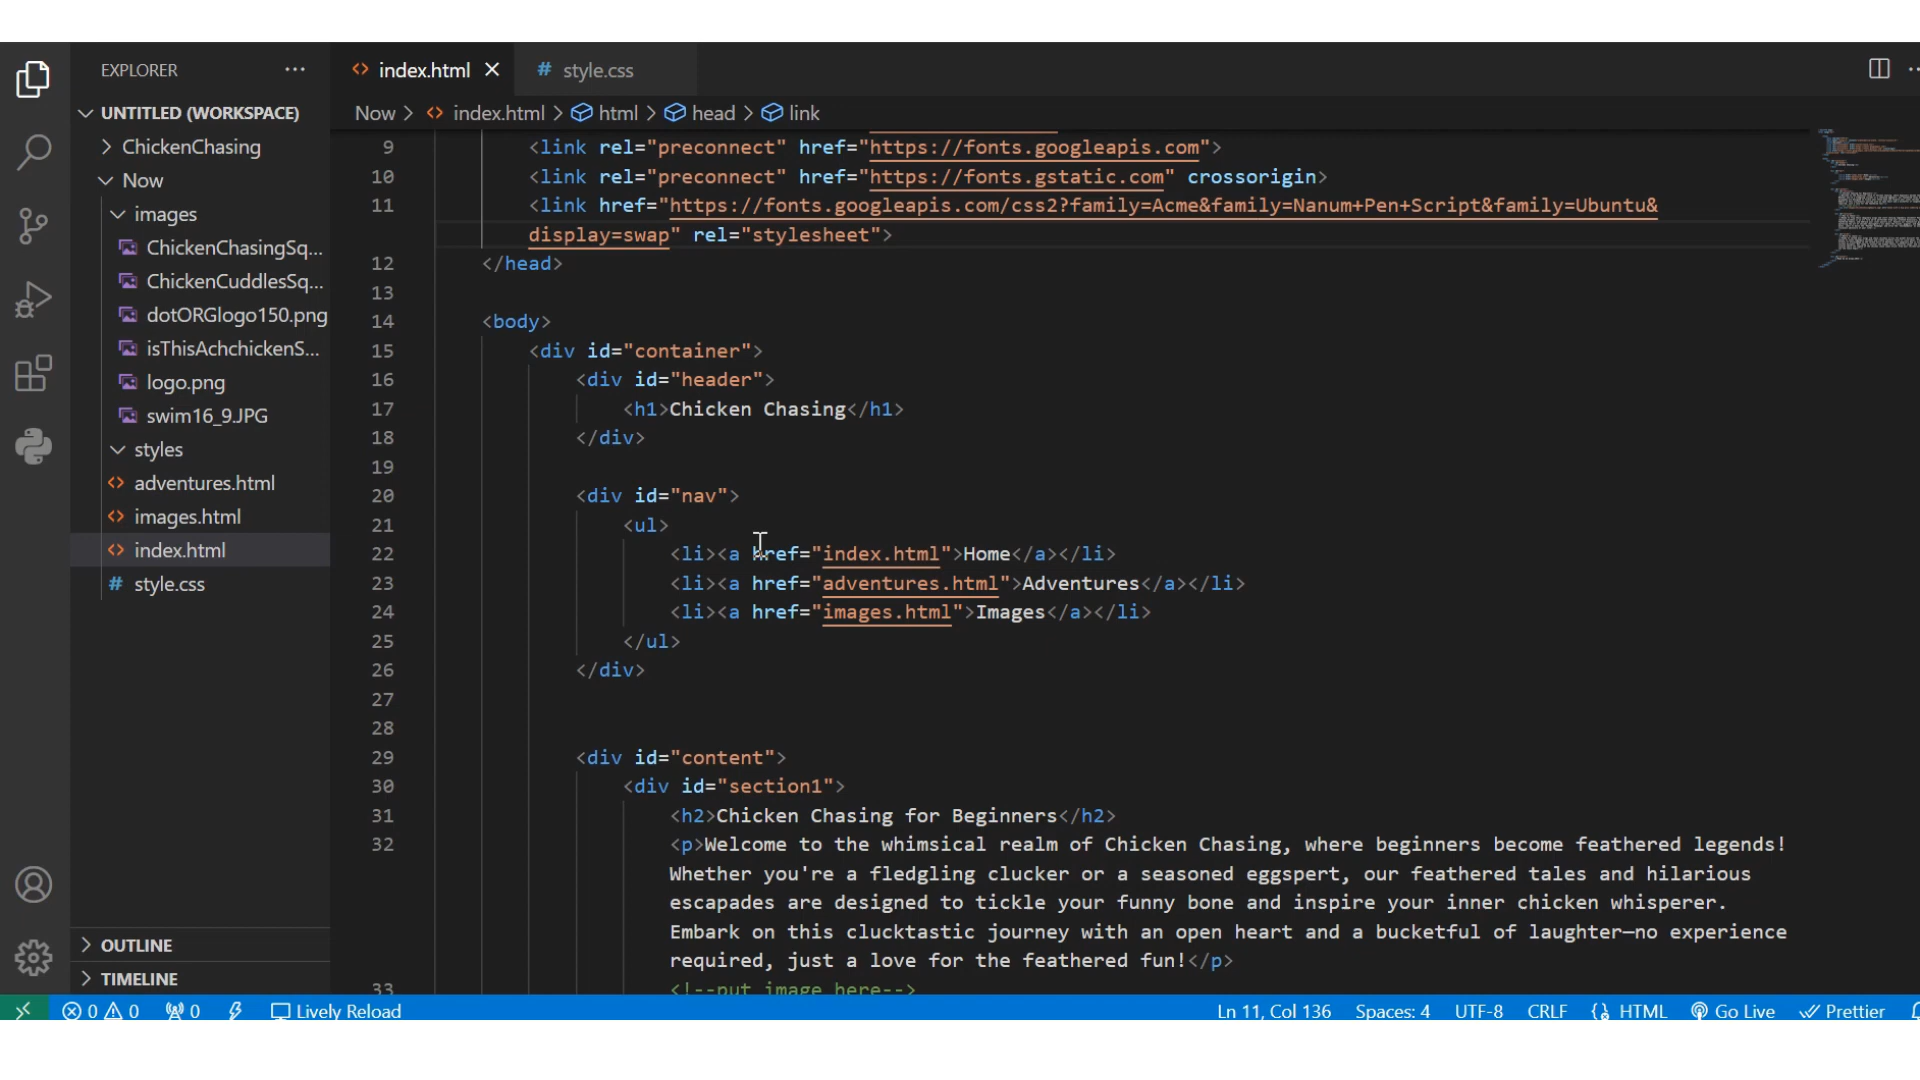 EXPLORER
UNTITLED (WORKSPACE)
ChickenChasing
Now
images
ChickenChasingSq...
ChickenCuddlesSq...
dotORGlogo150.png
isThisAchchickenS...
logo.png
swim16_9.JPG
styles
adventures.html
images.html
index.html
style.css
OUTLINE
TIMELINE
index.html
style.css
Now > index.html > html > head > link
9 <link rel="preconnect" href="https://fonts.googleapis.com">
10 <link rel="preconnect" href="https://fonts.gstatic.com" crossorigin>
11 <link href="https://fonts.googleapis.com/css2?family=Acme&family=Nanum+Pen+Script&family=Ubuntu&
display=swap" rel="stylesheet">
12 </head>
13
14 <body>
15 <div id="container">
16 <div id="header">
17 <h1>Chicken Chasing</h1>
18 </div>
19
20 <div id="nav">
21 <ul>
22 <li><a href="index.html">Home</a></li>
23 <li><a href="adventures.html">Adventures</a></li>
24 <li><a href="images.html">Images</a></li>
25 </ul>
26 </div>
27
28
29 <div id="content">
30 <div id="section1">
31 <h2>Chicken Chasing for Beginners</h2>
32 <p>Welcome to the whimsical realm of Chicken Chasing, where beginners become feathered legends!
Whether you're a fledgling clucker or a seasoned eggspert, our feathered tales and hilarious
escapades are designed to tickle your funny bone and inspire your inner chicken whisperer.
Embark on this clucktastic journey with an open heart and a bucketful of laughter—no experience
required, just a love for the feathered fun!</p>
33 <!--put image here-->
0 0 0 Lively Reload Ln 11, Col 136 Spaces: 4 UTF-8 CRLF HTML Go Live Prettier